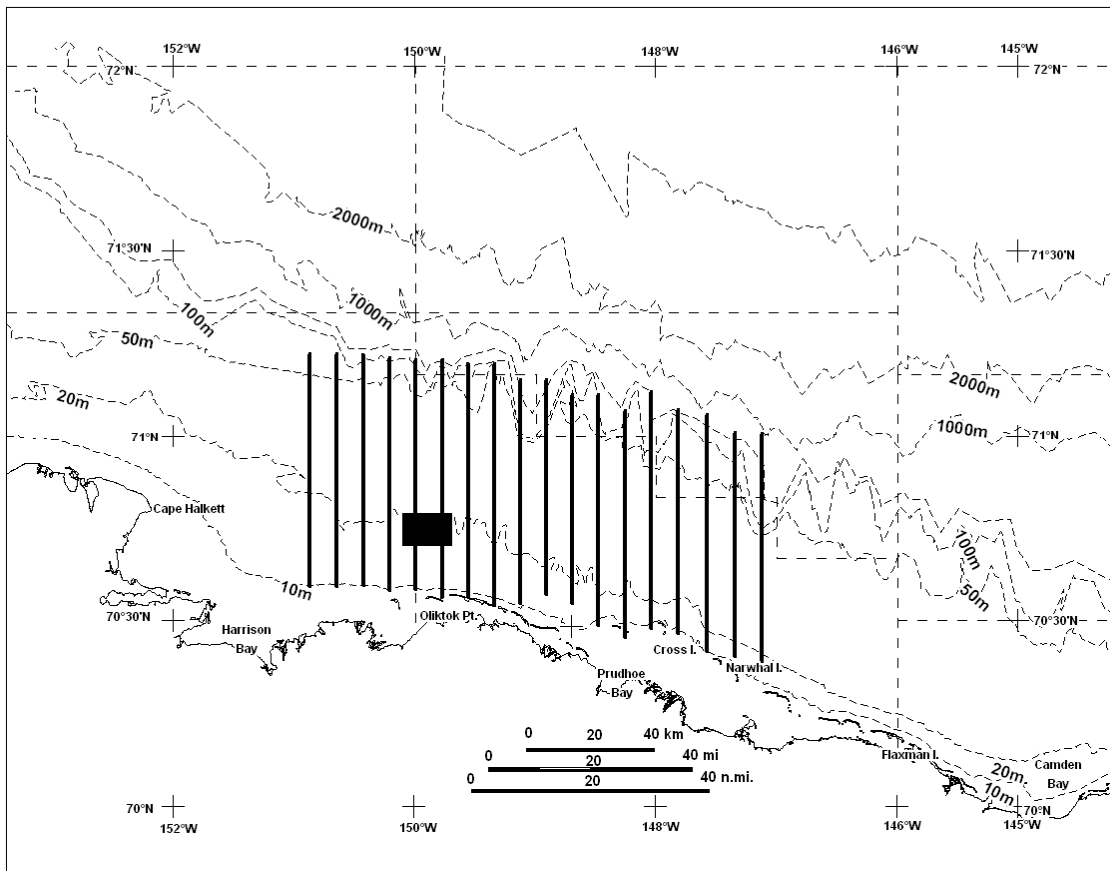 152°W 150°W 148°W 146°W 145°W
72°N 72°N
2000m
71°30'N 71°30'N
1000m
100m
50m
2000m
20m
1000m
71°N 71°N
Cape Halkett
100m
10m
50m
70°30'N 70°30'N
Oliktok Pt.
Harrison
Bay
Cross I.
Narwhal I.
Prudhoe
Bay
0 20 40 km
0 20 40 mi
0 20 40 n.mi.
Flaxman I.
Camden
Bay
20m.
10m.
70°N 70°N
152°W 150°W 148°W 146°W 145°W